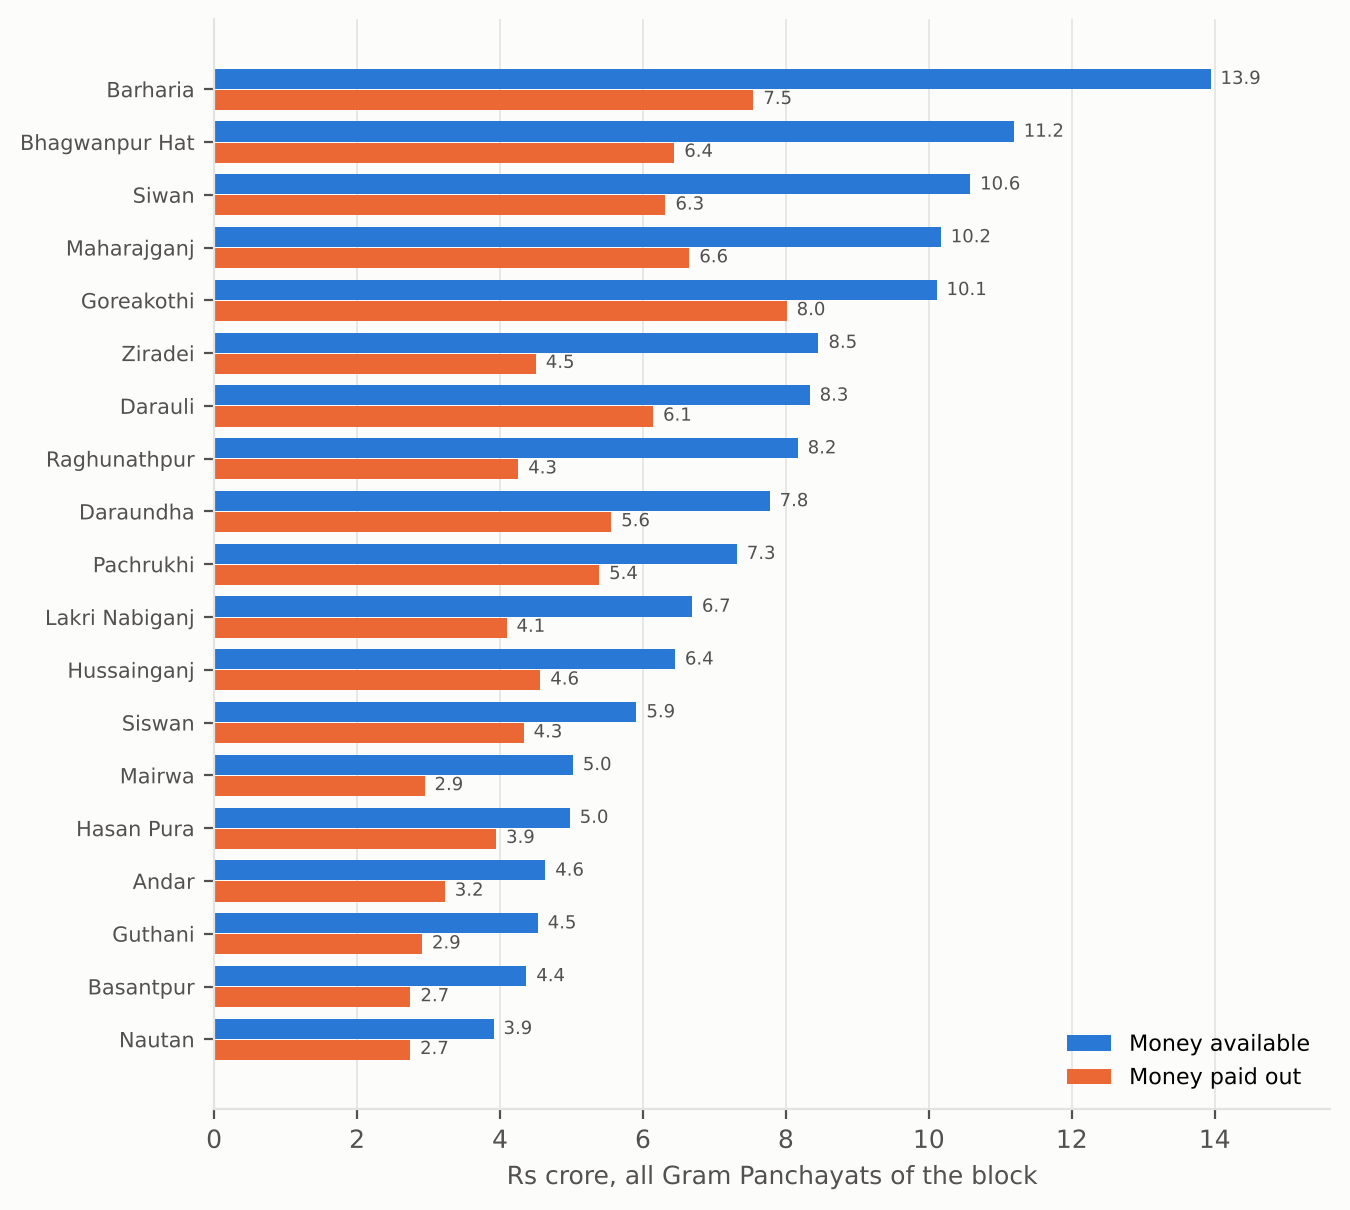 Barharia 13.9
7.5
Bhagwanpur Hat 11.2
6.4
Siwan 10.6
6.3
Maharajganj 10.2
6.6
Goreakothi 10.1
8.0
Ziradei 8.5
4.5
Darauli 8.3
6.1
Raghunathpur 8.2
4.3
Daraundha 7.8
5.6
Pachrukhi 7.3
5.4
Lakri Nabiganj 6.7
4.1
Hussainganj 6.4
4.6
Siswan 5.9
4.3
Mairwa 5.0
2.9
Hasan Pura 5.0
3.9
Andar 4.6
3.2
Guthani 4.5
2.9
Basantpur 4.4
2.7
Nautan 3.9
2.7
Money available
Money paid out
0 2 4 6 8 10 12 14
Rs crore, all Gram Panchayats of the block